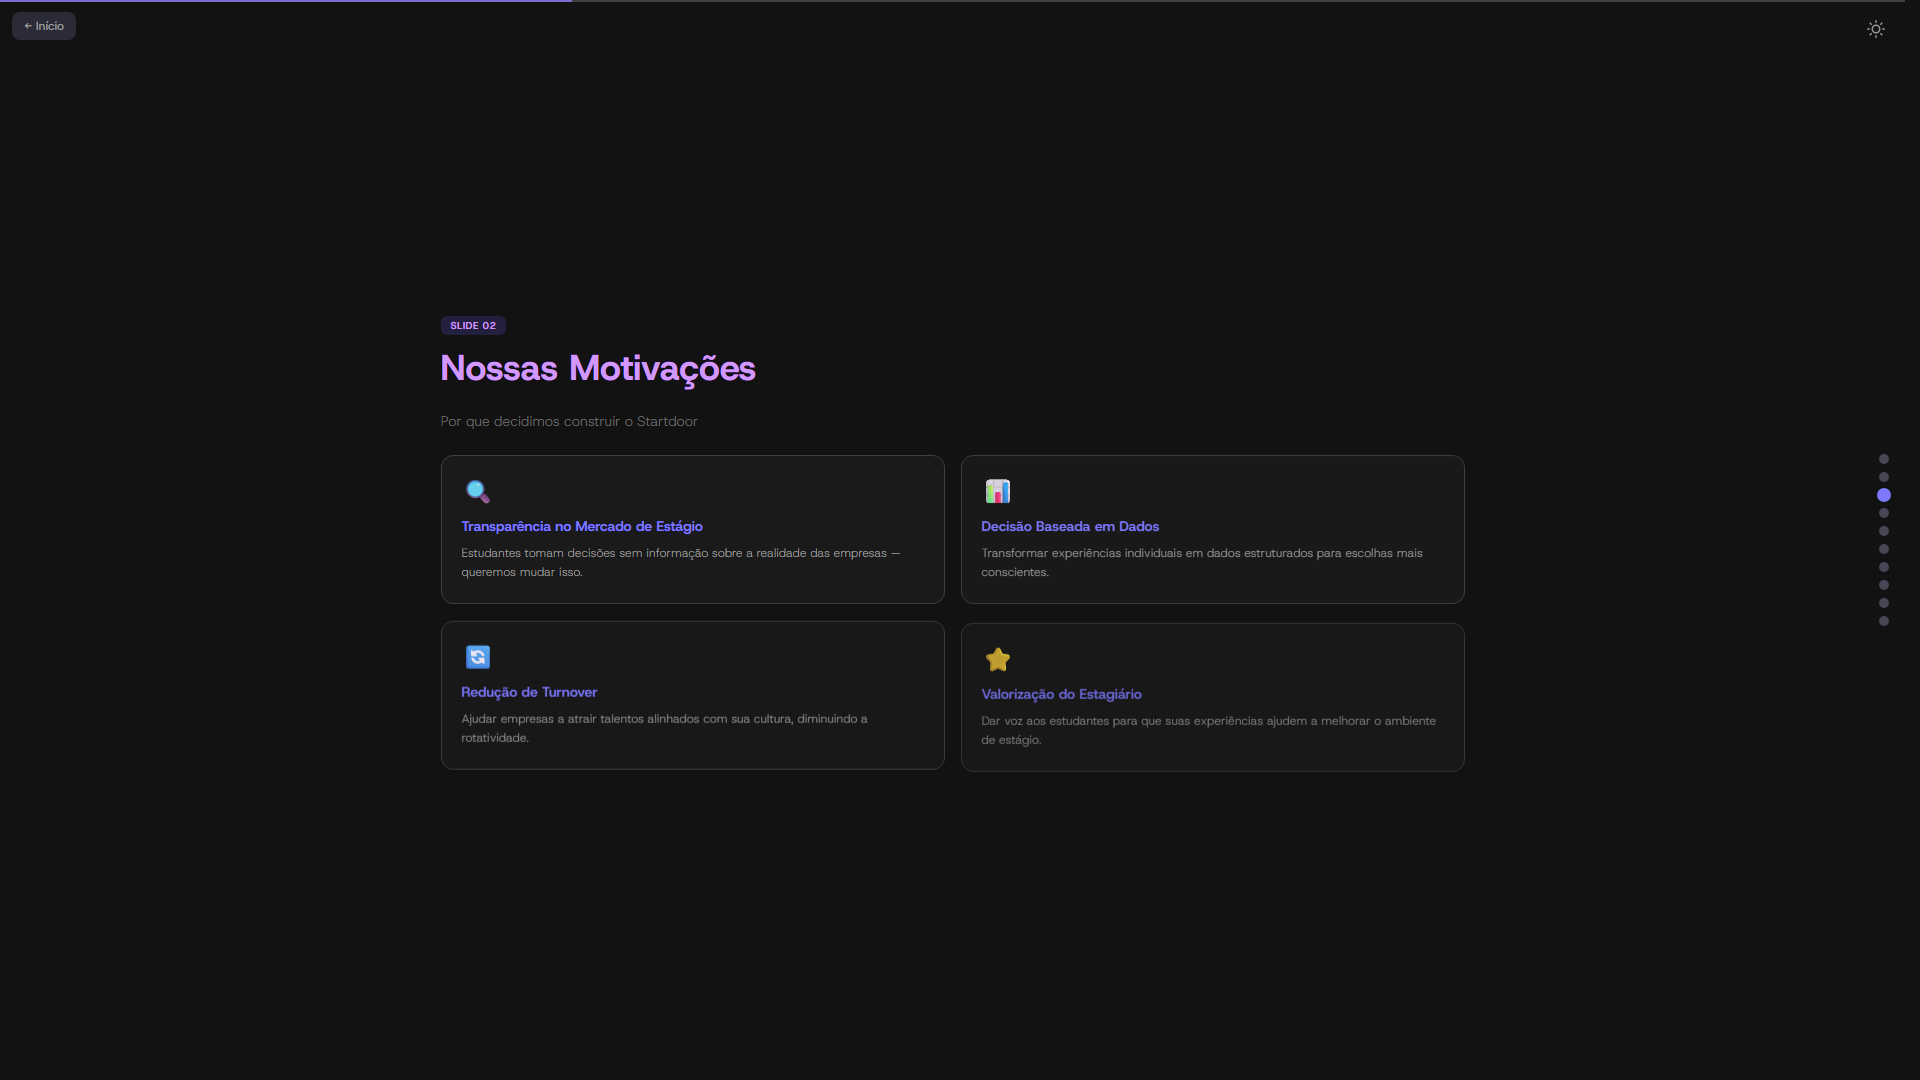 ← Início
SLIDE 02
Nossas Motivações
Por que decidimos construir o Startdoor
Transparência no Mercado de Estágio
Estudantes tomam decisões sem informação sobre a realidade das empresas —
queremos mudar isso.
Decisão Baseada em Dados
Transformar experiências individuais em dados estruturados para escolhas mais
conscientes.
Redução de Turnover
Ajudar empresas a atrair talentos alinhados com sua cultura, diminuindo a
rotatividade.
Valorização do Estagiário
Dar voz aos estudantes para que suas experiências ajudem a melhorar o ambiente
de estágio.